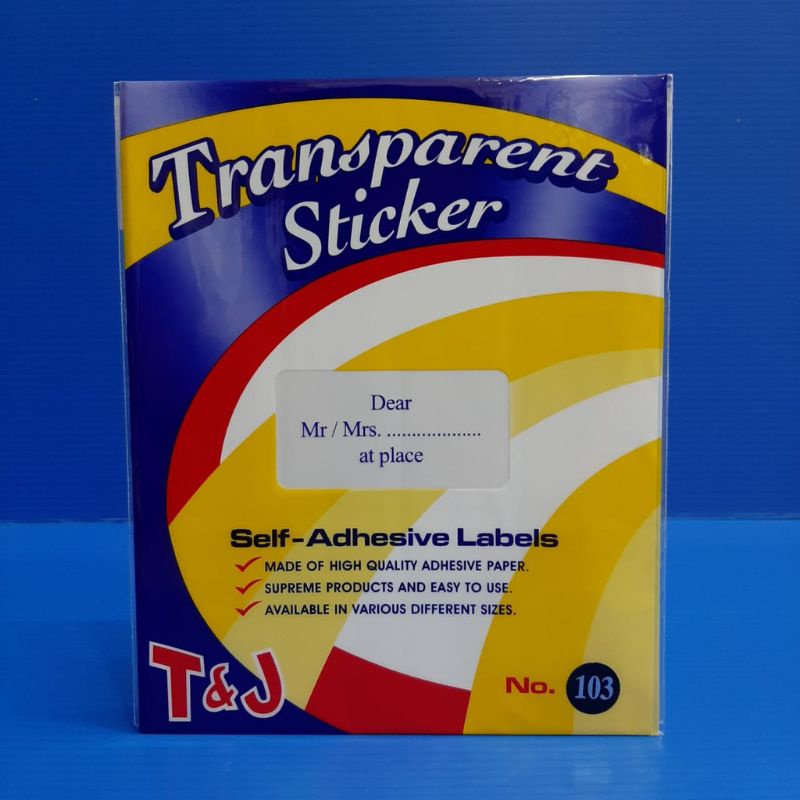 Transparent
Sticker
Dear
Mr / Mrs. ...................
at place
Self-Adhesive Labels
MADE OF HIGH QUALITY ADHESIVE PAPER.
SUPREME PRODUCTS AND EASY TO USE.
AVAILABLE IN VARIOUS DIFFERENT SIZES.
T&J
No. 103